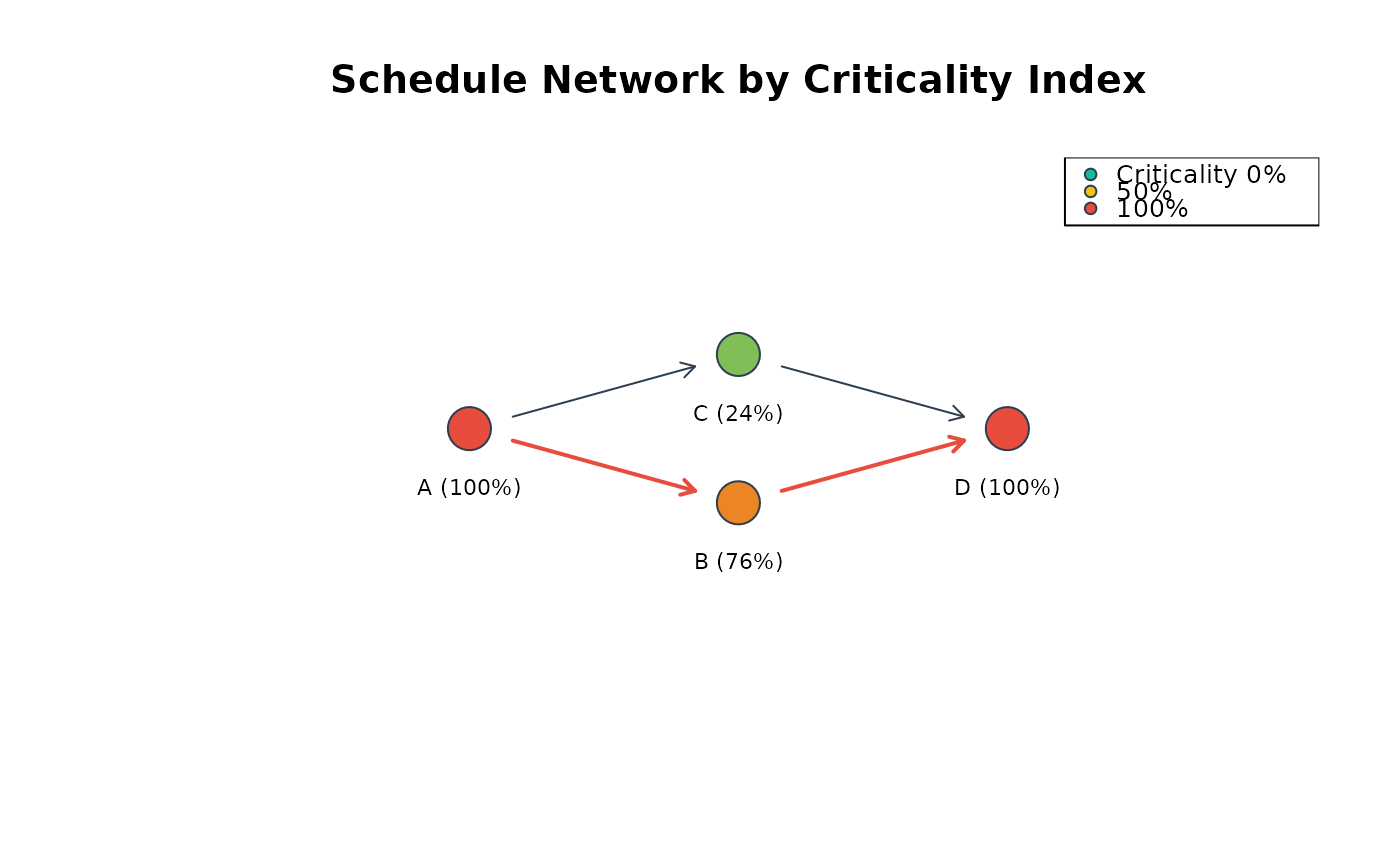 Schedule Network by Criticality Index
Criticality 0%
50%
100%
C (24%)
A (100%)
D (100%)
B (76%)